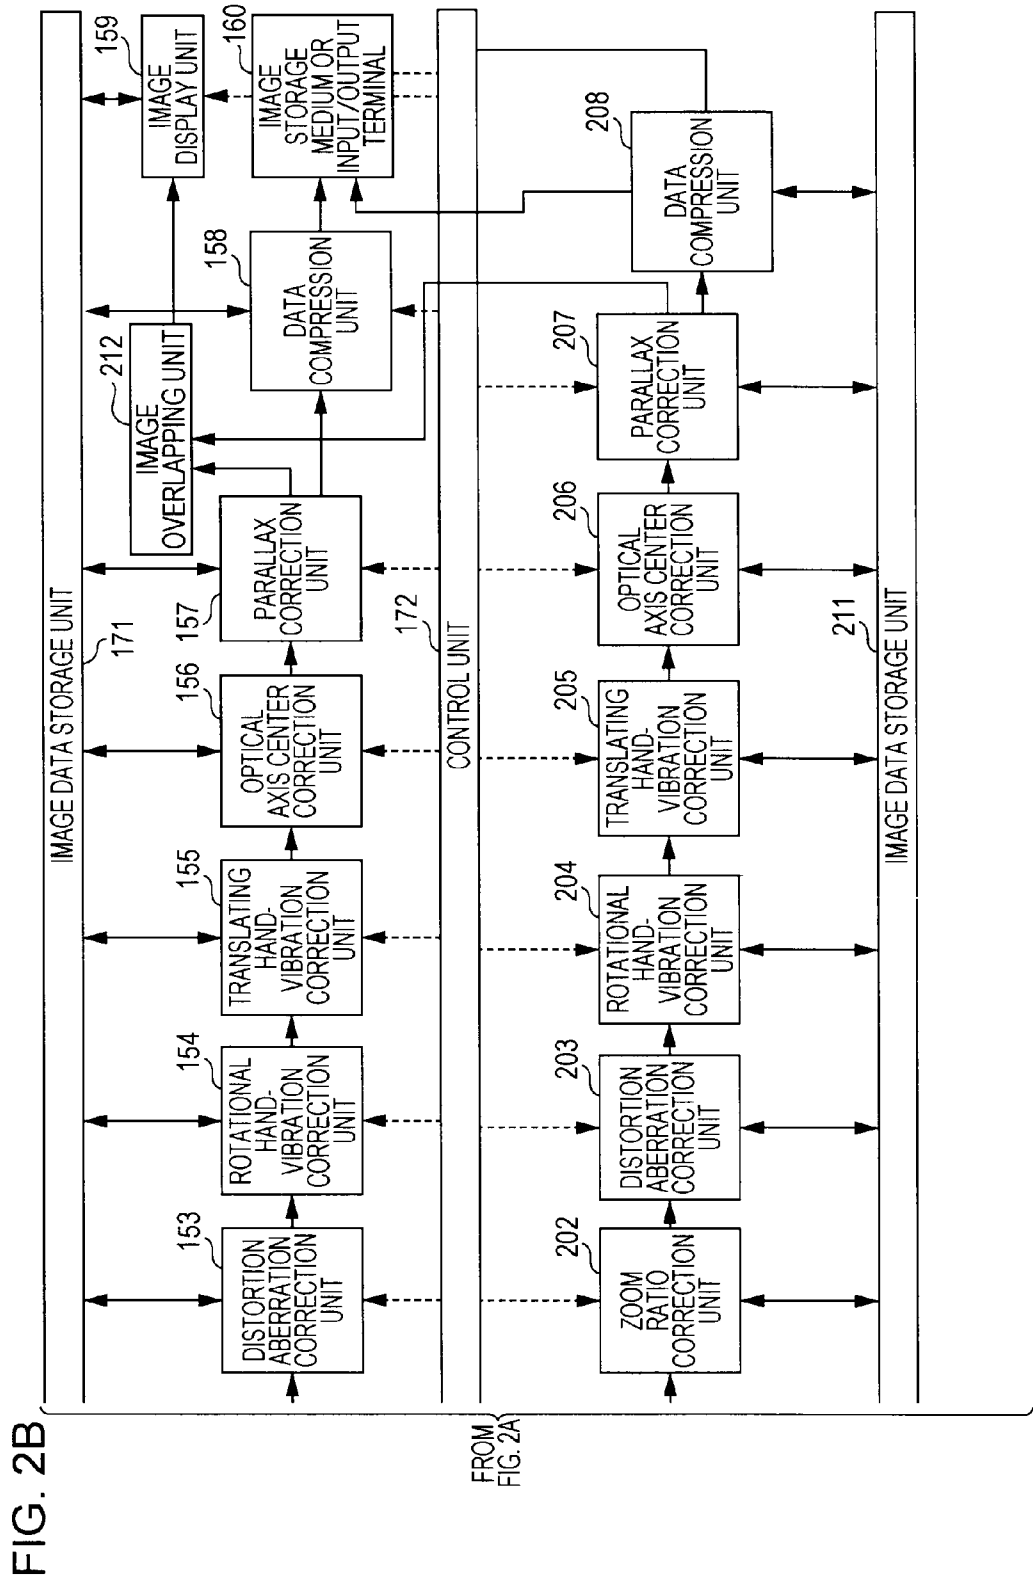 FIG. 2B
FROM
FIG. 2A
IMAGE DATA STORAGE UNIT
171
153
DISTORTION
ABERRATION
CORRECTION
UNIT
154
ROTATIONAL
HAND-
VIBRATION
CORRECTION
UNIT
155
TRANSLATING
HAND-
VIBRATION
CORRECTION
UNIT
156
OPTICAL
AXIS CENTER
CORRECTION
UNIT
157
PARALLAX
CORRECTION
UNIT
212
IMAGE
OVERLAPPING UNIT
158
DATA
COMPRESSION
UNIT
159
IMAGE
DISPLAY UNIT
160
IMAGE
STORAGE
MEDIUM OR
INPUT/OUTPUT
TERMINAL
172
CONTROL UNIT
202
ZOOM
RATIO
CORRECTION
UNIT
203
DISTORTION
ABERRATION
CORRECTION
UNIT
204
ROTATIONAL
HAND-
VIBRATION
CORRECTION
UNIT
205
TRANSLATING
HAND-
VIBRATION
CORRECTION
UNIT
206
OPTICAL
AXIS CENTER
CORRECTION
UNIT
207
PARALLAX
CORRECTION
UNIT
208
DATA
COMPRESSION
UNIT
211
IMAGE DATA STORAGE UNIT